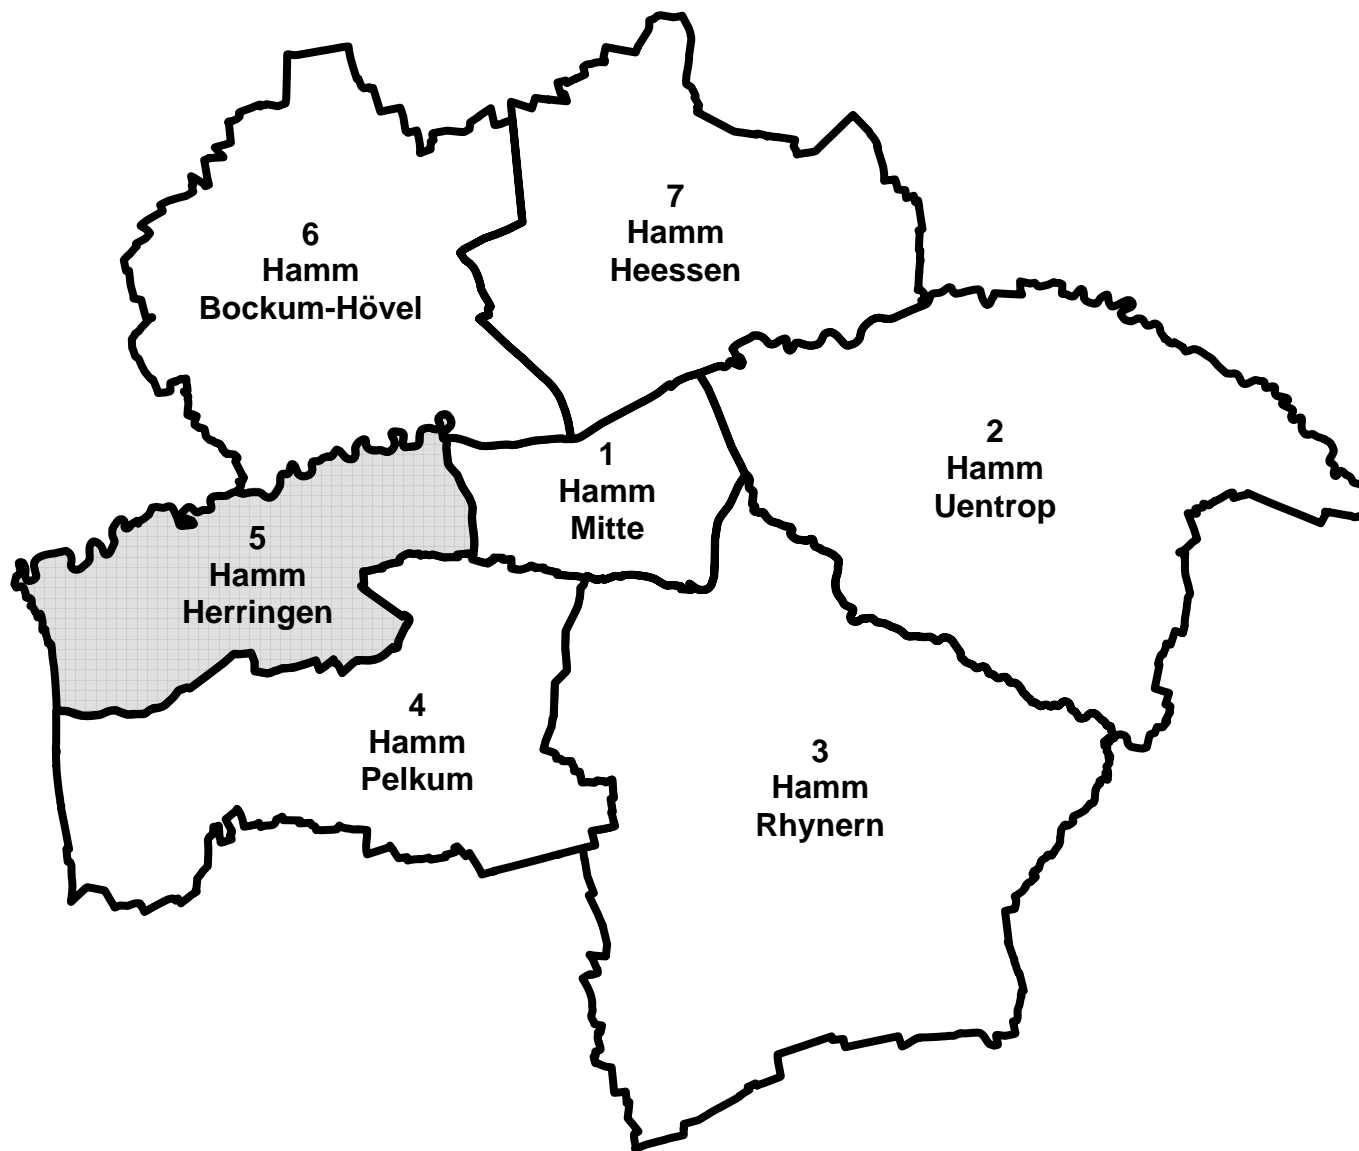 7
Hamm
Heessen
6
Hamm
Bockum-Hövel
2
Hamm
Uentrop
1
Hamm
Mitte
5
Hamm
Herringen
4
Hamm
Pelkum
3
Hamm
Rhynern